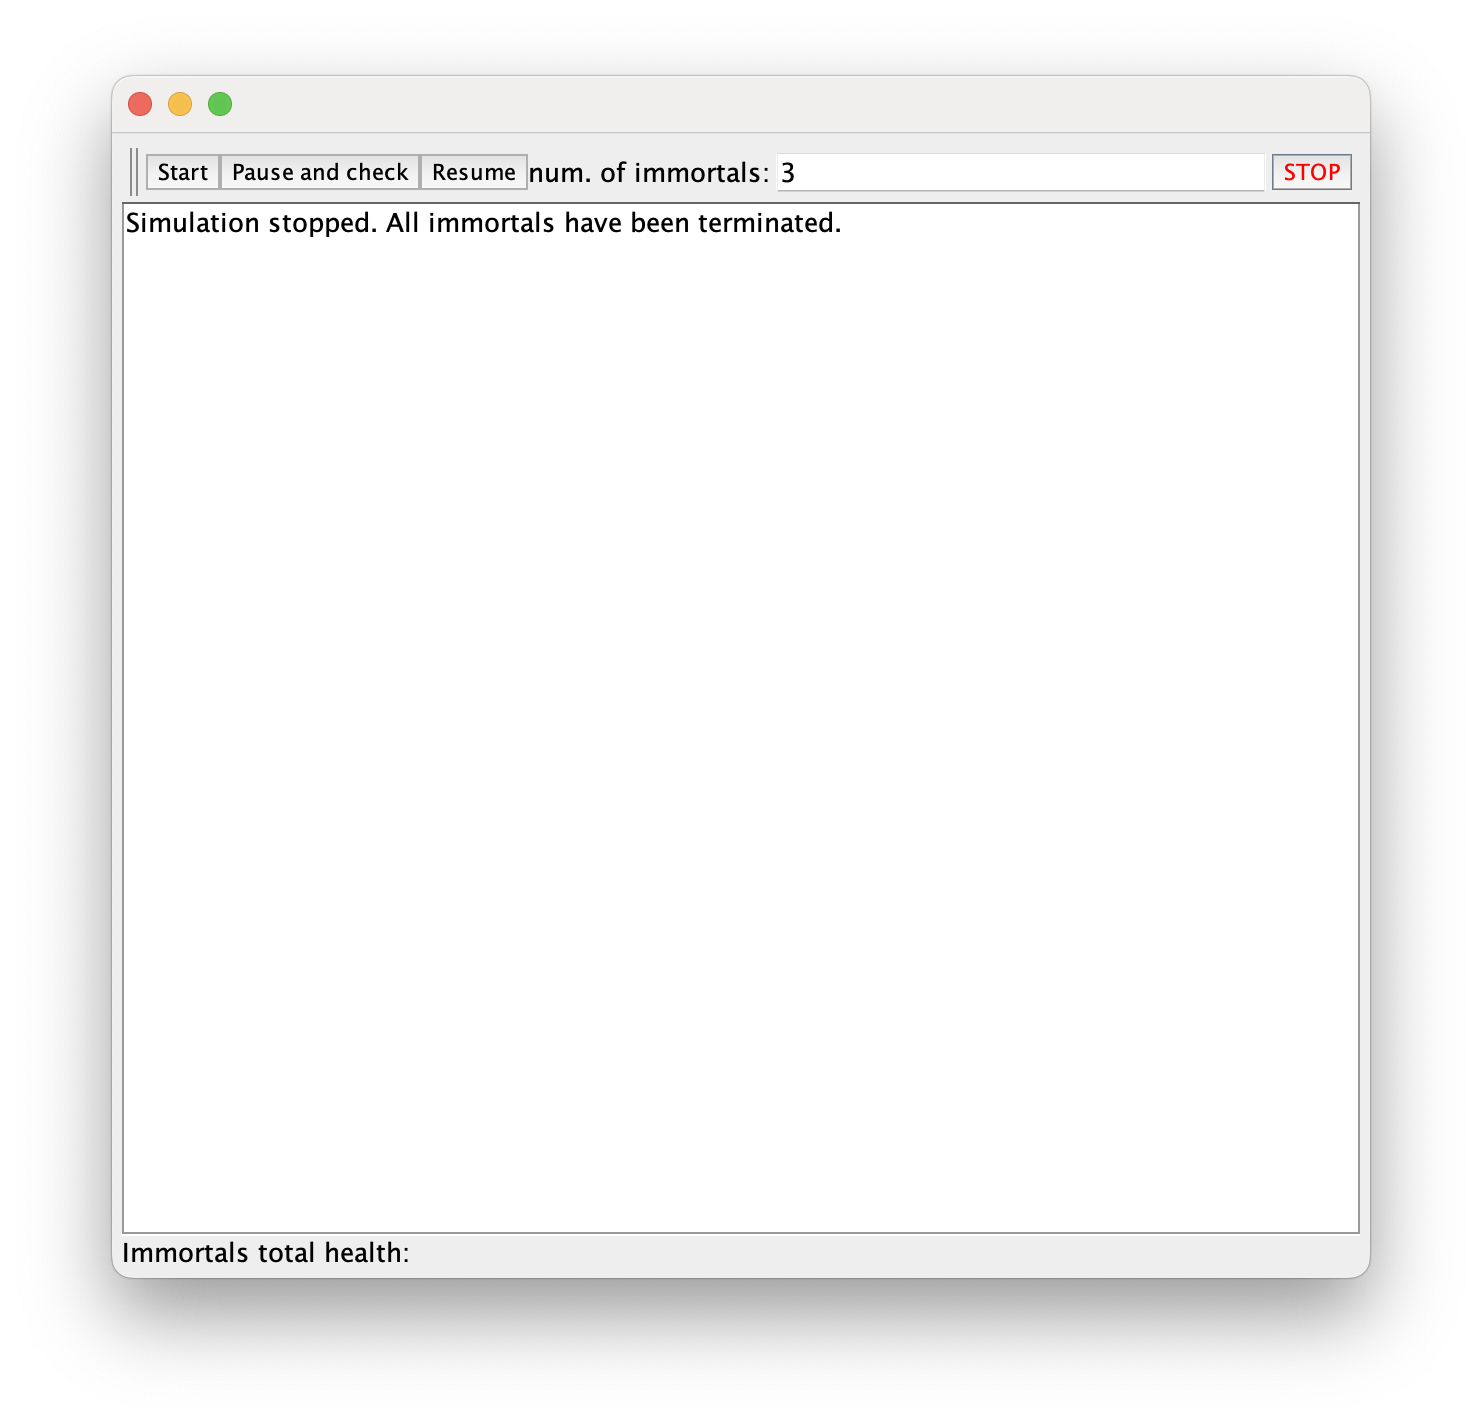 Start Pause and check Resume num. of immortals: 3 STOP
Simulation stopped. All immortals have been terminated.
Immortals total health: